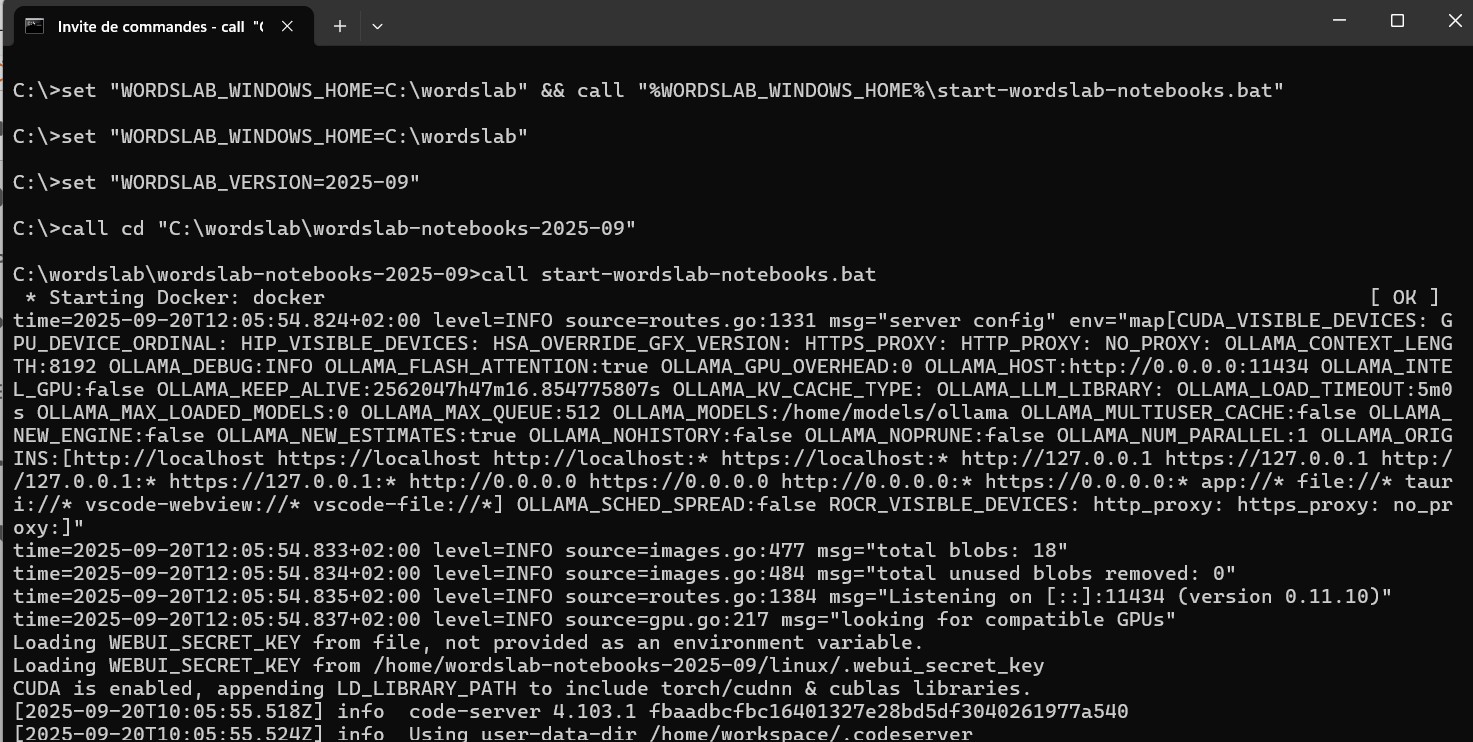 Invite de commandes - call "C
C:\>set "WORDSLAB_WINDOWS_HOME=C:\wordslab" && call "%WORDSLAB_WINDOWS_HOME%\start-wordslab-notebooks.bat"
C:\>set "WORDSLAB_WINDOWS_HOME=C:\wordslab"
C:\>set "WORDSLAB_VERSION=2025-09"
C:\>call cd "C:\wordslab\wordslab-notebooks-2025-09"
C:\wordslab\wordslab-notebooks-2025-09>call start-wordslab-notebooks.bat
 * Starting Docker: docker [ OK ]
time=2025-09-20T12:05:54.824+02:00 level=INFO source=routes.go:1331 msg="server config" env="map[CUDA_VISIBLE_DEVICES: G
PU_DEVICE_ORDINAL: HIP_VISIBLE_DEVICES: HSA_OVERRIDE_GFX_VERSION: HTTPS_PROXY: HTTP_PROXY: NO_PROXY: OLLAMA_CONTEXT_LENG
TH:8192 OLLAMA_DEBUG:INFO OLLAMA_FLASH_ATTENTION:true OLLAMA_GPU_OVERHEAD:0 OLLAMA_HOST:http://0.0.0.0:11434 OLLAMA_INTE
L_GPU:false OLLAMA_KEEP_ALIVE:2562047h47m16.854775807s OLLAMA_KV_CACHE_TYPE: OLLAMA_LLM_LIBRARY: OLLAMA_LOAD_TIMEOUT:5m0
s OLLAMA_MAX_LOADED_MODELS:0 OLLAMA_MAX_QUEUE:512 OLLAMA_MODELS:/home/models/ollama OLLAMA_MULTIUSER_CACHE:false OLLAMA_
NEW_ENGINE:false OLLAMA_NEW_ESTIMATES:true OLLAMA_NOHISTORY:false OLLAMA_NOPRUNE:false OLLAMA_NUM_PARALLEL:1 OLLAMA_ORIG
INS:[http://localhost https://localhost http://localhost:* https://localhost:* http://127.0.0.1 https://127.0.0.1 http:/
/127.0.0.1:* https://127.0.0.1:* http://0.0.0.0 https://0.0.0.0 http://0.0.0.0:* https://0.0.0.0:* app://* file://* taur
i://* vscode-webview://* vscode-file://*] OLLAMA_SCHED_SPREAD:false ROCR_VISIBLE_DEVICES: http_proxy: https_proxy: no_pr
oxy:]"
time=2025-09-20T12:05:54.833+02:00 level=INFO source=images.go:477 msg="total blobs: 18"
time=2025-09-20T12:05:54.834+02:00 level=INFO source=images.go:484 msg="total unused blobs removed: 0"
time=2025-09-20T12:05:54.835+02:00 level=INFO source=routes.go:1384 msg="Listening on [::]:11434 (version 0.11.10)"
time=2025-09-20T12:05:54.837+02:00 level=INFO source=gpu.go:217 msg="looking for compatible GPUs"
Loading WEBUI_SECRET_KEY from file, not provided as an environment variable.
Loading WEBUI_SECRET_KEY from /home/wordslab-notebooks-2025-09/linux/.webui_secret_key
CUDA is enabled, appending LD_LIBRARY_PATH to include torch/cudnn & cublas libraries.
[2025-09-20T10:05:55.518Z] info  code-server 4.103.1 fbaadbcfbc16401327e28bd5df3040261977a540
[2025-09-20T10:05:55.524Z] info  Using user-data-dir /home/workspace/.codeserver